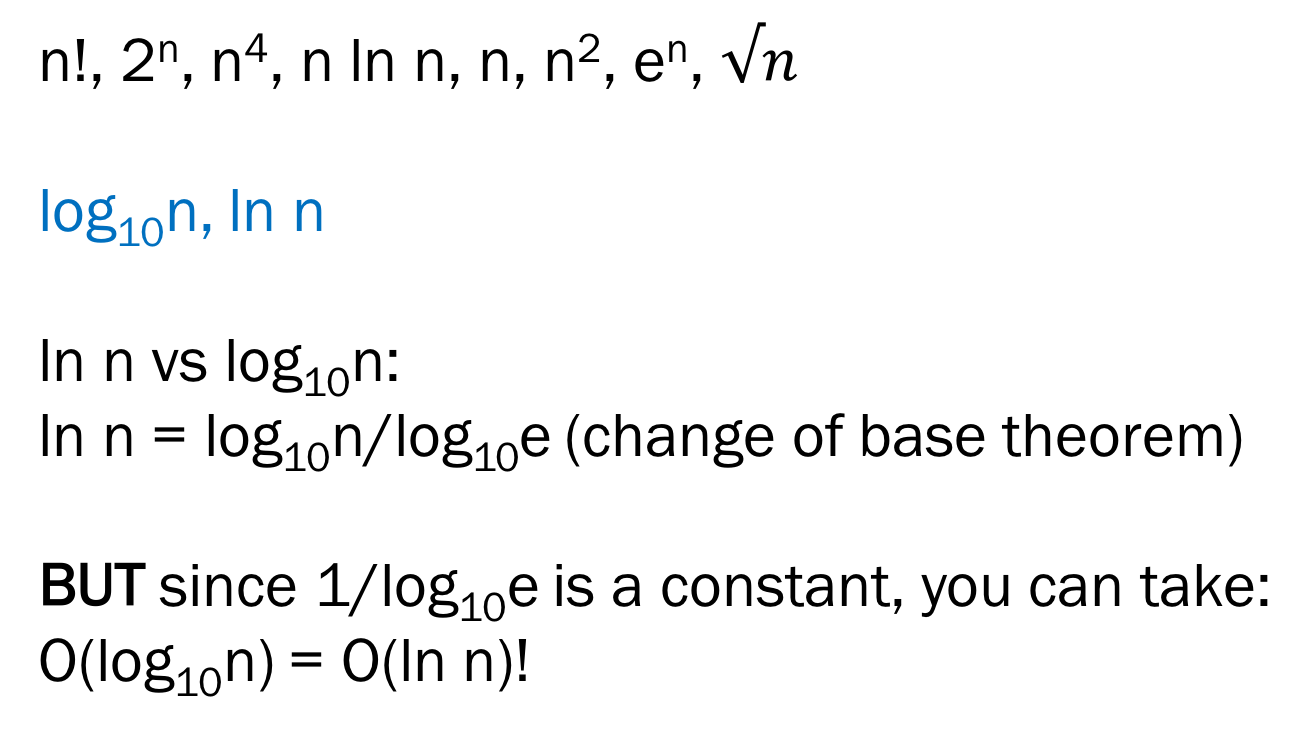 n!, 2ⁿ, n⁴, n ln n, n, n², eⁿ, √n
log₁₀n, ln n
ln n vs log₁₀n:
ln n = log₁₀n/log₁₀e (change of base theorem)
BUT since 1/log₁₀e is a constant, you can take:
O(log₁₀n) = O(ln n)!